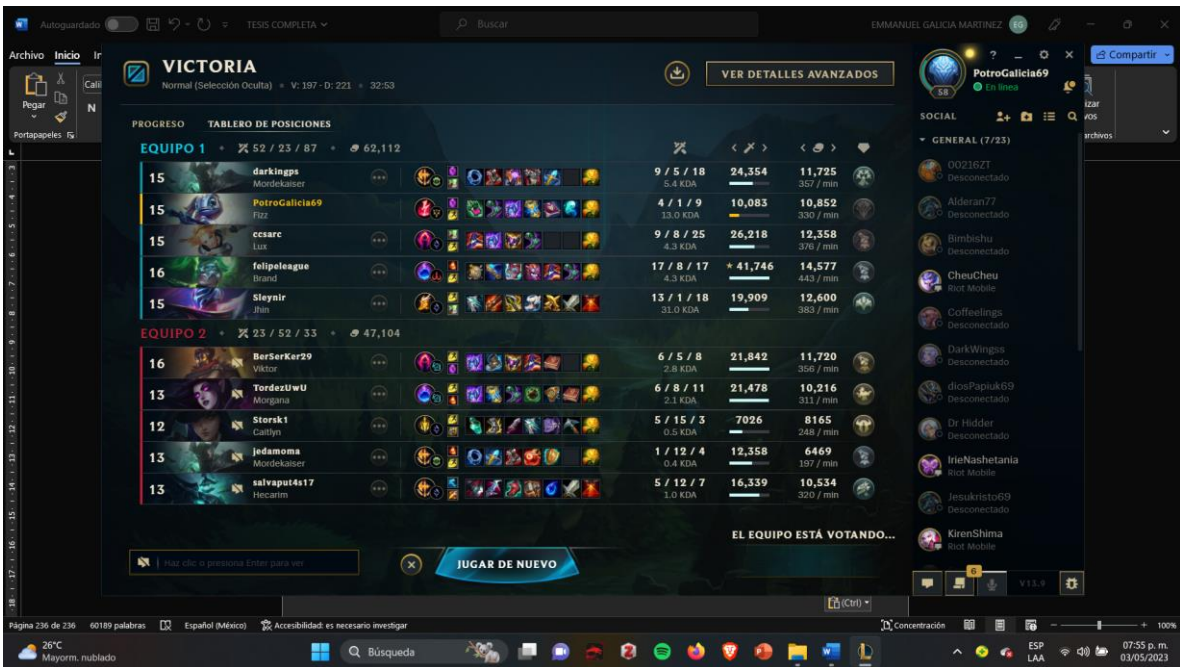 Autoguardado
TESIS COMPLETA
Buscar
EMMANUEL GALICIA MARTINEZ
EG
Archivo Inicio
Compartir
Pegar
Portapapeles
N
VICTORIA
Normal (Selección Oculta) • V: 197 - D: 221 • 32:53
VER DETALLES AVANZADOS
PROGRESO TABLERO DE POSICIONES
EQUIPO 1 • 52 / 23 / 87 • 62,112
15 darkingps 9 / 5 / 18 24,354 11,725
Mordekaiser 5.4 KDA 357 / min
15 PotroGalicia69 4 / 1 / 9 10,083 10,852
Fizz 13.0 KDA 330 / min
15 ccsarc 9 / 8 / 25 26,218 12,358
Lux 4.3 KDA 376 / min
16 felipeleague 17 / 8 / 17 41,746 14,577
Brand 4.3 KDA 443 / min
15 Sleynir 13 / 1 / 18 19,909 12,600
Jhin 31.0 KDA 383 / min
EQUIPO 2 • 23 / 52 / 33 • 47,104
16 BerSerKer29 6 / 5 / 8 21,842 11,720
Viktor 2.8 KDA 356 / min
13 TordezUwU 6 / 8 / 11 21,478 10,216
Morgana 2.1 KDA 311 / min
12 Storsk1 5 / 15 / 3 7026 8165
Caitlyn 0.5 KDA 248 / min
13 jedamoma 1 / 12 / 4 12,358 6469
Mordekaiser 0.4 KDA 197 / min
13 salvaput4s17 5 / 12 / 7 16,339 10,534
Hecarim 1.0 KDA 320 / min
EL EQUIPO ESTÁ VOTANDO...
Haz clic o presiona Enter para ver
JUGAR DE NUEVO
58
PotroGalicia69
En línea
SOCIAL
GENERAL (7/23)
00216ZT
Desconectado
Alderan77
Desconectado
Bimbishu
Desconectado
CheuCheu
Riot Mobile
Coffeelings
Desconectado
DarkWingss
Desconectado
diosPapiuk69
Desconectado
Dr Hidder
Desconectado
IrieNashetania
Riot Mobile
Jesukristo69
Desconectado
KirenShima
Riot Mobile
6
V13.9
(Ctrl)
Página 236 de 236 60189 palabras Español (México) Accesibilidad: es necesario investigar
Concentración
100%
26°C
Mayorm. nublado
Búsqueda
ESP
LAA
07:55 p. m.
03/05/2023